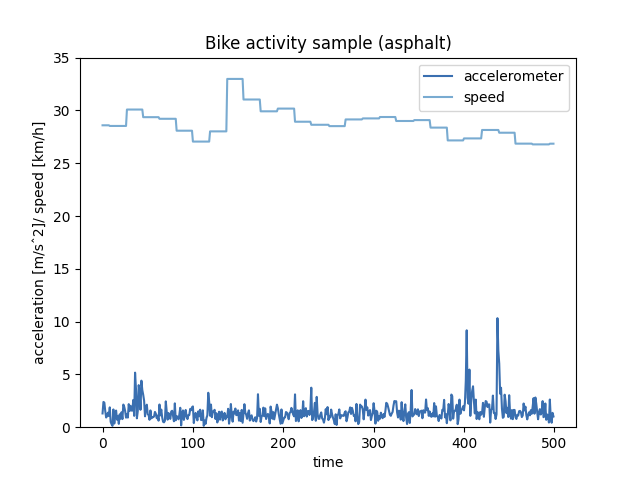 Bike activity sample (asphalt)
accelerometer
speed
acceleration [m/s^2]/ speed [km/h]
35
30
25
20
15
10
5
0
0 100 200 300 400 500
time